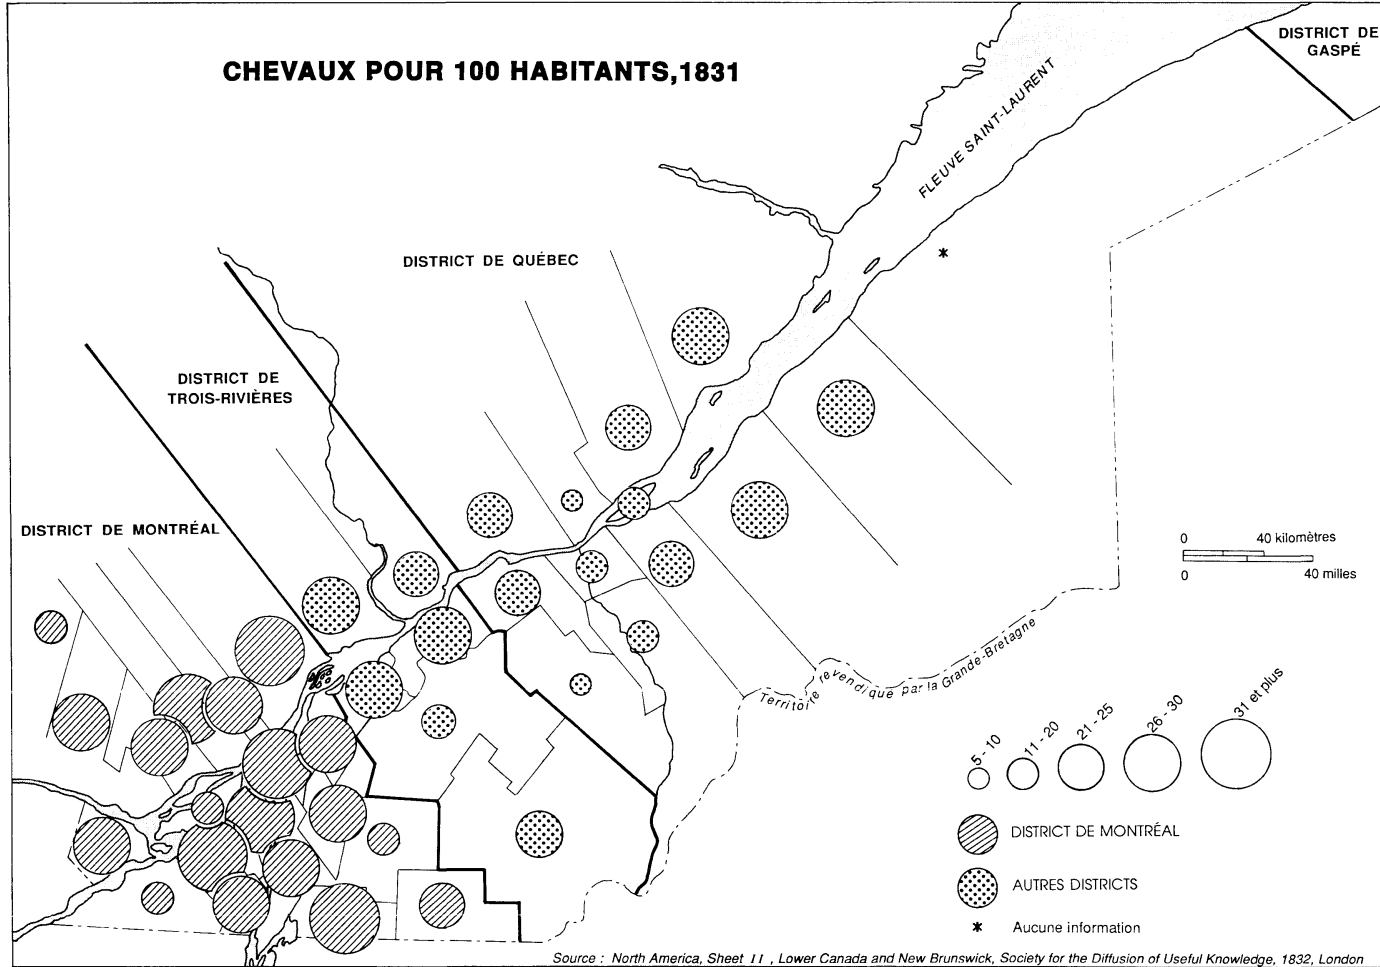 CHEVAUX POUR 100 HABITANTS,1831
DISTRICT DE
GASPÉ
FLEUVE SAINT-LAURENT
DISTRICT DE QUÉBEC
DISTRICT DE
TROIS-RIVIÈRES
DISTRICT DE MONTRÉAL
0 40 kilomètres
0 40 milles
Territoire revendiqué par la Grande-Bretagne
5 - 10
11 - 20
21 - 25
26 - 30
31 et plus
DISTRICT DE MONTRÉAL
AUTRES DISTRICTS
* Aucune information
Source : North America, Sheet II , Lower Canada and New Brunswick, Society for the Diffusion of Useful Knowledge, 1832, London